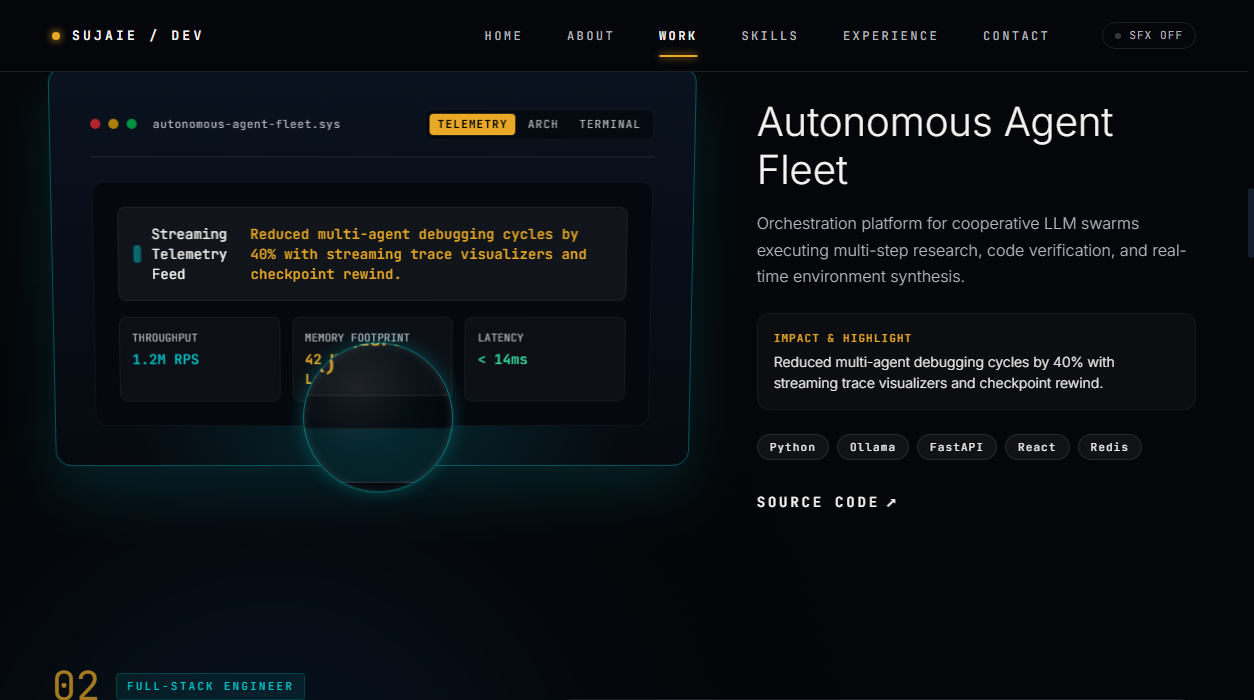 SUJAIE / DEV
HOME
ABOUT
WORK
SKILLS
EXPERIENCE
CONTACT
SFX OFF
autonomous-agent-fleet.sys
TELEMETRY
ARCH
TERMINAL
Streaming
Telemetry
Feed
Reduced multi-agent debugging cycles by
40% with streaming trace visualizers and
checkpoint rewind.
THROUGHPUT
1.2M RPS
MEMORY FOOTPRINT
42
LATENCY
< 14ms
Autonomous Agent
Fleet
Orchestration platform for cooperative LLM swarms
executing multi-step research, code verification, and real-
time environment synthesis.
IMPACT & HIGHLIGHT
Reduced multi-agent debugging cycles by 40% with
streaming trace visualizers and checkpoint rewind.
Python
Ollama
FastAPI
React
Redis
SOURCE CODE ↗
02
FULL-STACK ENGINEER